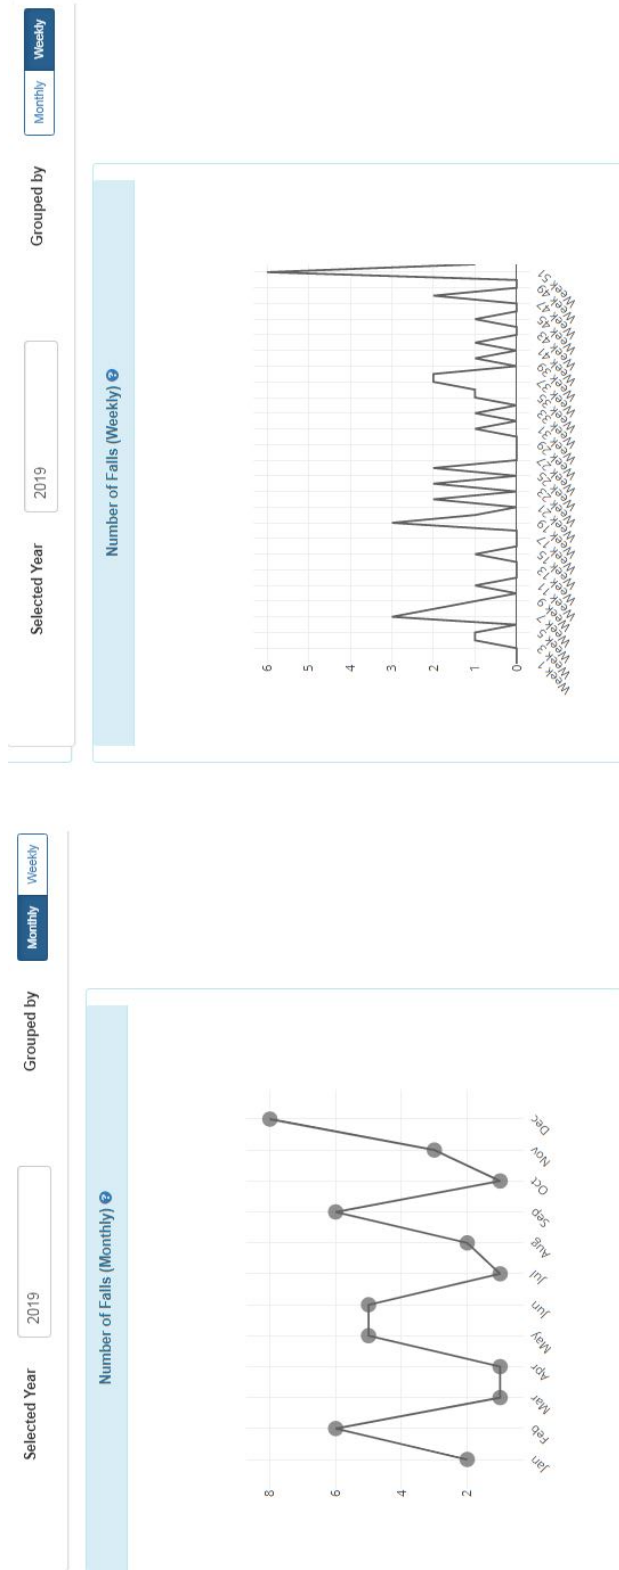 Selected Year
2019
Grouped by
Monthly
Weekly
Number of Falls (Monthly)
8
6
4
2
Jan
Feb
Mar
Apr
May
Jun
Jul
Aug
Sep
Oct
Nov
Dec
Selected Year
2019
Grouped by
Monthly
Weekly
Number of Falls (Weekly)
6
5
4
3
2
1
0
Week 1
Week 3
Week 5
Week 7
Week 9
Week 11
Week 13
Week 15
Week 17
Week 19
Week 21
Week 23
Week 25
Week 27
Week 29
Week 31
Week 33
Week 35
Week 37
Week 39
Week 41
Week 43
Week 45
Week 47
Week 49
Week 51